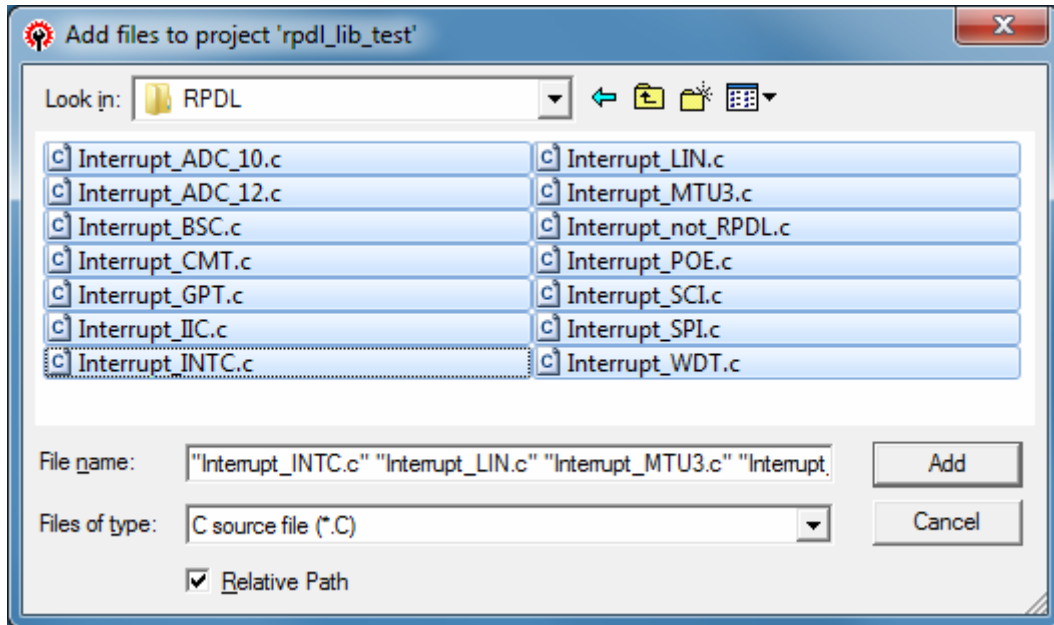 Add files to project 'rpdl_lib_test'
Look in: RPDL
Interrupt_ADC_10.c
Interrupt_ADC_12.c
Interrupt_BSC.c
Interrupt_CMT.c
Interrupt_GPT.c
Interrupt_IIC.c
Interrupt_INTC.c
Interrupt_LIN.c
Interrupt_MTU3.c
Interrupt_not_RPDL.c
Interrupt_POE.c
Interrupt_SCI.c
Interrupt_SPI.c
Interrupt_WDT.c
File name: "Interrupt_INTC.c" "Interrupt_LIN.c" "Interrupt_MTU3.c" "Interrupt_ Add
Files of type: C source file (*.C) Cancel
Relative Path